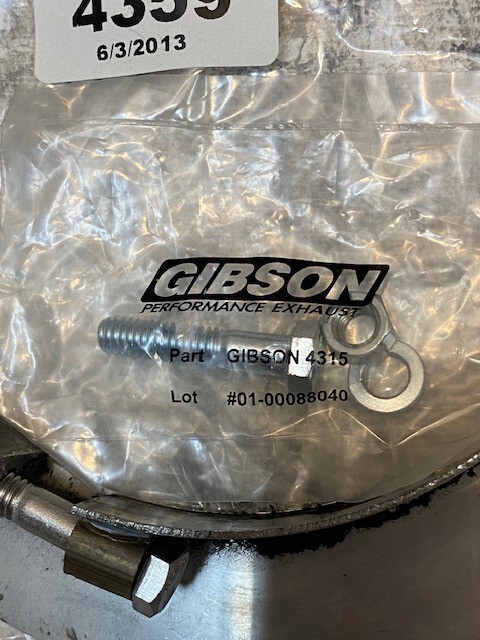 4359
6/3/2013
GIBSON
PERFORMANCE EXHAUST
Part GIBSON 4315
Lot #01-00088040